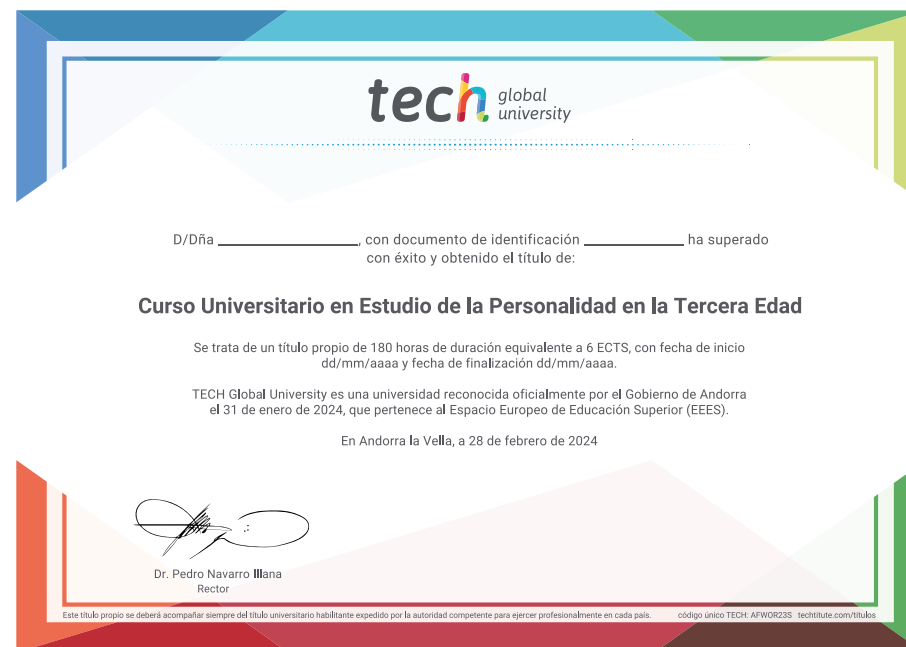 tech global university
D/Dña ____________________, con documento de identificación ______________ ha superado
con éxito y obtenido el título de:
Curso Universitario en Estudio de la Personalidad en la Tercera Edad
Se trata de un título propio de 180 horas de duración equivalente a 6 ECTS, con fecha de inicio
dd/mm/aaaa y fecha de finalización dd/mm/aaaa.
TECH Global University es una universidad reconocida oficialmente por el Gobierno de Andorra
el 31 de enero de 2024, que pertenece al Espacio Europeo de Educación Superior (EEES).
En Andorra la Vella, a 28 de febrero de 2024
Dr. Pedro Navarro Illana
Rector
Este título propio se deberá acompañar siempre del título universitario habilitante expedido por la autoridad competente para ejercer profesionalmente en cada país. código único TECH: AFWOR23S techtitute.com/titulos